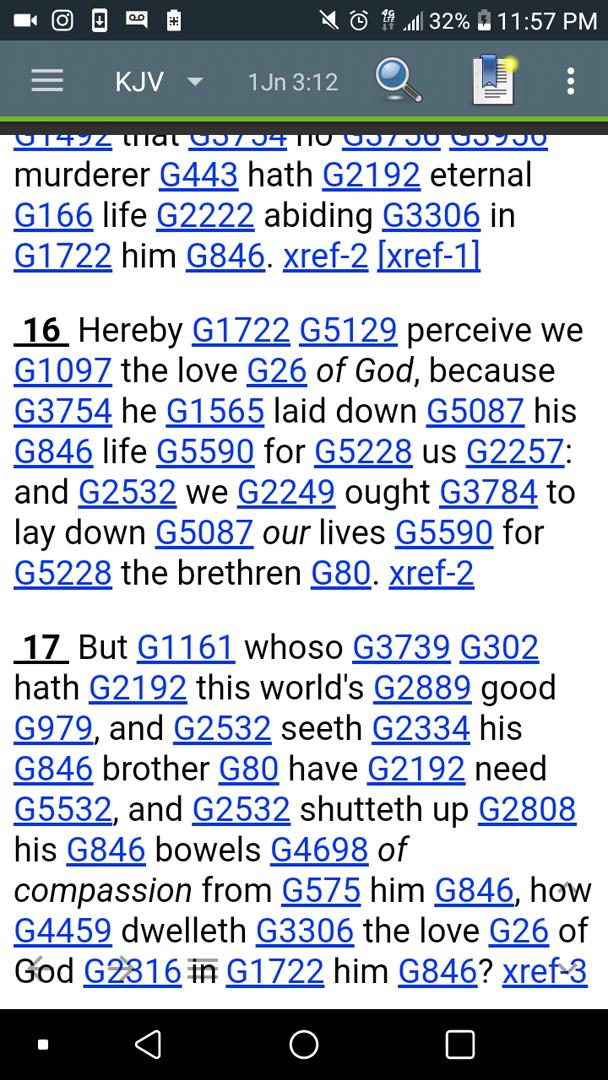 32% 11:57 PM
KJV 1Jn 3:12
G1492 that G3754 no G3756 G3956
murderer G443 hath G2192 eternal
G166 life G2222 abiding G3306 in
G1722 him G846. xref-2 [xref-1]
16 Hereby G1722 G5129 perceive we
G1097 the love G26 of God, because
G3754 he G1565 laid down G5087 his
G846 life G5590 for G5228 us G2257:
and G2532 we G2249 ought G3784 to
lay down G5087 our lives G5590 for
G5228 the brethren G80. xref-2
17 But G1161 whoso G3739 G302
hath G2192 this world's G2889 good
G979, and G2532 seeth G2334 his
G846 brother G80 have G2192 need
G5532, and G2532 shutteth up G2808
his G846 bowels G4698 of
compassion from G575 him G846, how
G4459 dwelleth G3306 the love G26 of
God G2316 in G1722 him G846? xref-3